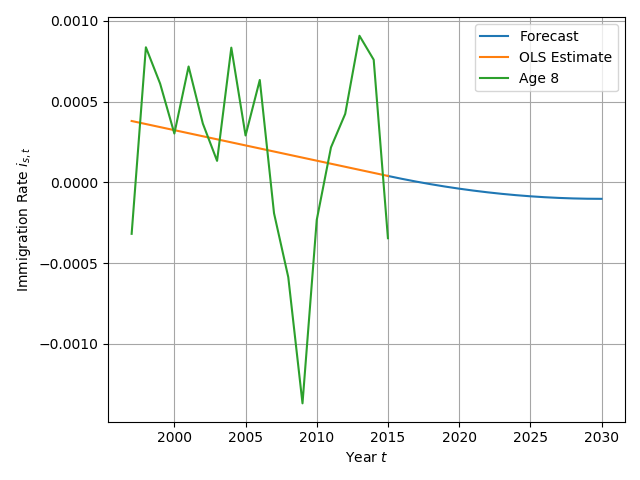 Forecast
OLS Estimate
Age 8
0.0010
0.0005
0.0000
−0.0005
−0.0010
Immigration Rate i_{s,t}
2000 2005 2010 2015 2020 2025 2030
Year t